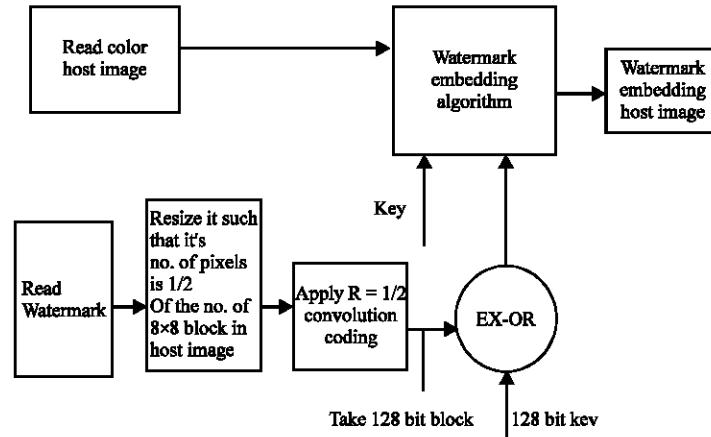 Read color
host image
Watermark
embedding
algorithm
Watermark
embedding
host image
Key
Read
Watermark
Resize it such
that it's
no. of pixels
is 1/2
Of the no. of
8×8 block in
host image
Apply R = 1/2
convolution
coding
EX-OR
Take 128 bit block
128 bit kev